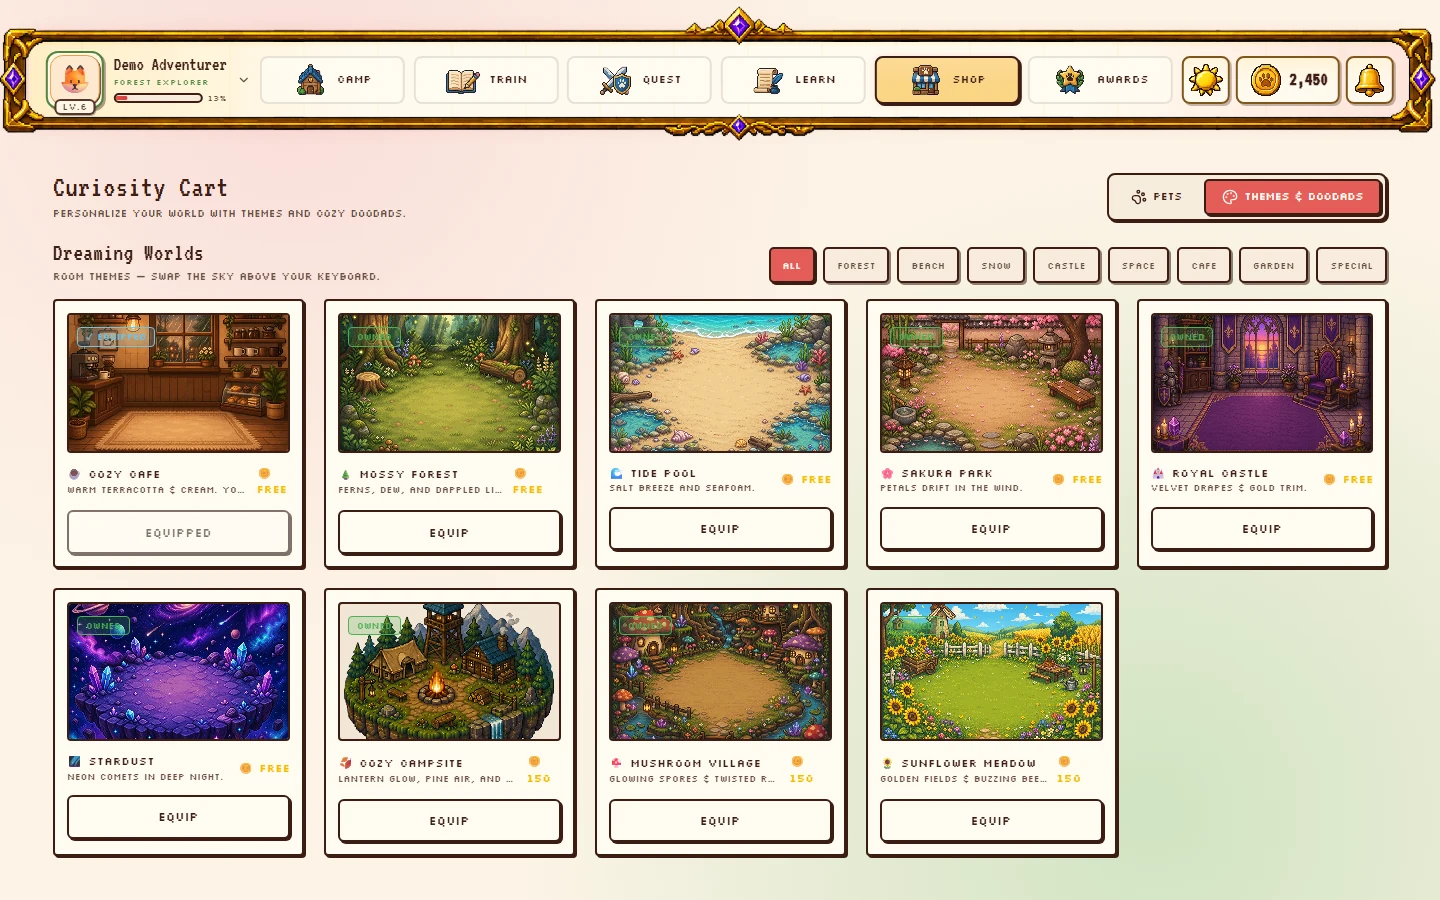 Demo Adventurer
FOREST EXPLORER
13%
LV.6
CAMP
TRAIN
QUEST
LEARN
SHOP
AWARDS
2,450
Curiosity Cart
PERSONALIZE YOUR WORLD WITH THEMES AND COZY DOODADS.
PETS
THEMES & DOODADS
Dreaming Worlds
ROOM THEMES — SWAP THE SKY ABOVE YOUR KEYBOARD.
ALL
FOREST
BEACH
SNOW
CASTLE
SPACE
CAFE
GARDEN
SPECIAL
OWNED
OWNED
COZY CAFE
WARM TERRACOTTA & CREAM. YO...
FREE
EQUIPPED
MOSSY FOREST
FERNS, DEW, AND DAPPLED LI...
FREE
EQUIP
TIDE POOL
SALT BREEZE AND SEAFOAM.
FREE
EQUIP
SAKURA PARK
PETALS DRIFT IN THE WIND.
FREE
EQUIP
ROYAL CASTLE
VELVET DRAPES & GOLD TRIM.
FREE
EQUIP
OWNED
OWNED
STARDUST
NEON COMETS IN DEEP NIGHT.
FREE
EQUIP
COZY CAMPSITE
LANTERN GLOW, PINE AIR, AND ...
150
EQUIP
MUSHROOM VILLAGE
GLOWING SPORES & TWISTED R...
150
EQUIP
SUNFLOWER MEADOW
GOLDEN FIELDS & BUZZING BEE...
150
EQUIP